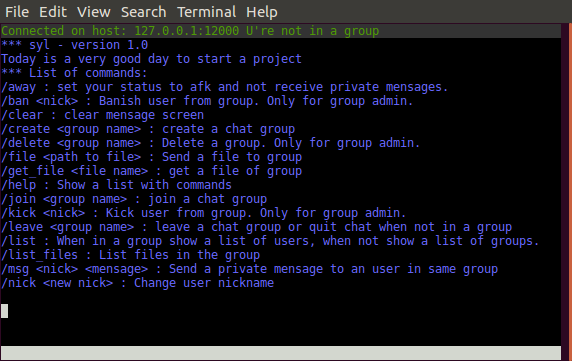 File Edit View Search Terminal Help
Connected on host: 127.0.0.1:12000 U're not in a group
*** syl - version 1.0
Today is a very good day to start a project
*** List of commands:
/away : set your status to afk and not receive private mensages.
/ban <nick> : Banish user from group. Only for group admin.
/clear : clear mensage screen
/create <group name> : create a chat group
/delete <group name> : Delete a group. Only for group admin.
/file <path to file> : Send a file to group
/get_file <file name> : get a file of group
/help : Show a list with commands
/join <group name> : join a chat group
/kick <nick> : Kick user from group. Only for group admin.
/leave <group name> : leave a chat group or quit chat when not in a group
/list : When in a group show a list of users, when not show a list of groups.
/list_files : List files in the group
/msg <nick> <mensage> : Send a private mensage to an user in same group
/nick <new nick> : Change user nickname